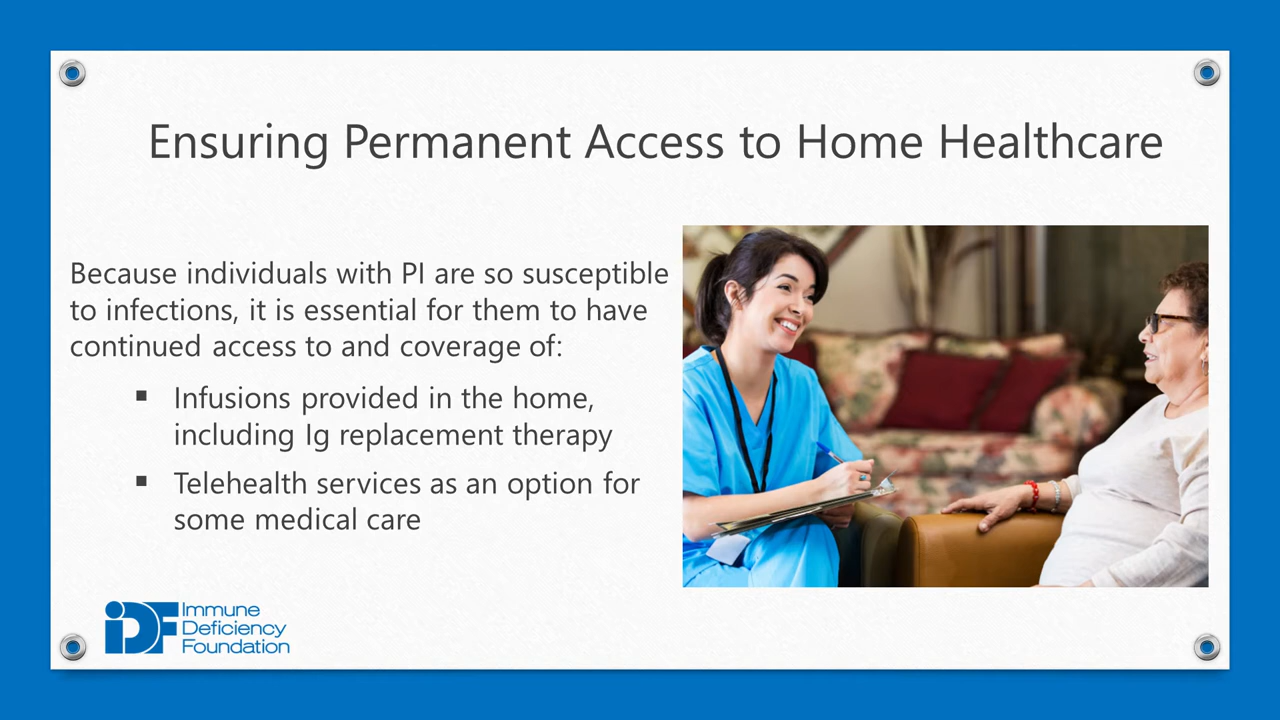 Ensuring Permanent Access to Home Healthcare
Because individuals with PI are so susceptible
to infections, it is essential for them to have
continued access to and coverage of:
▪ Infusions provided in the home,
including Ig replacement therapy
▪ Telehealth services as an option for
some medical care
iDF Immune
Deficiency
Foundation